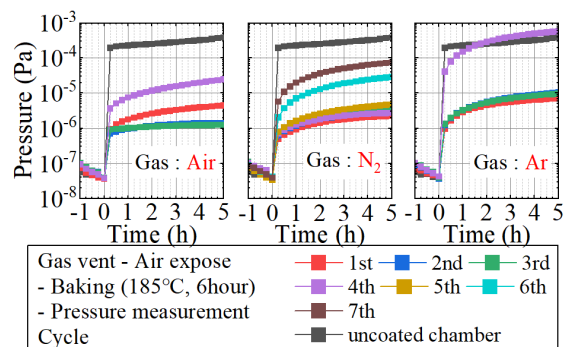 Pressure (Pa)
10⁻³
10⁻⁴
10⁻⁵
10⁻⁶
10⁻⁷
10⁻⁸
Gas : Air
Gas : N₂
Gas : Ar
-1 0 1 2 3 4 5
-1 0 1 2 3 4 5
-1 0 1 2 3 4 5
Time (h)
Time (h)
Time (h)
Gas vent - Air expose
- Baking (185℃, 6hour)
- Pressure measurement
Cycle
1st 2nd 3rd
4th 5th 6th
7th
uncoated chamber